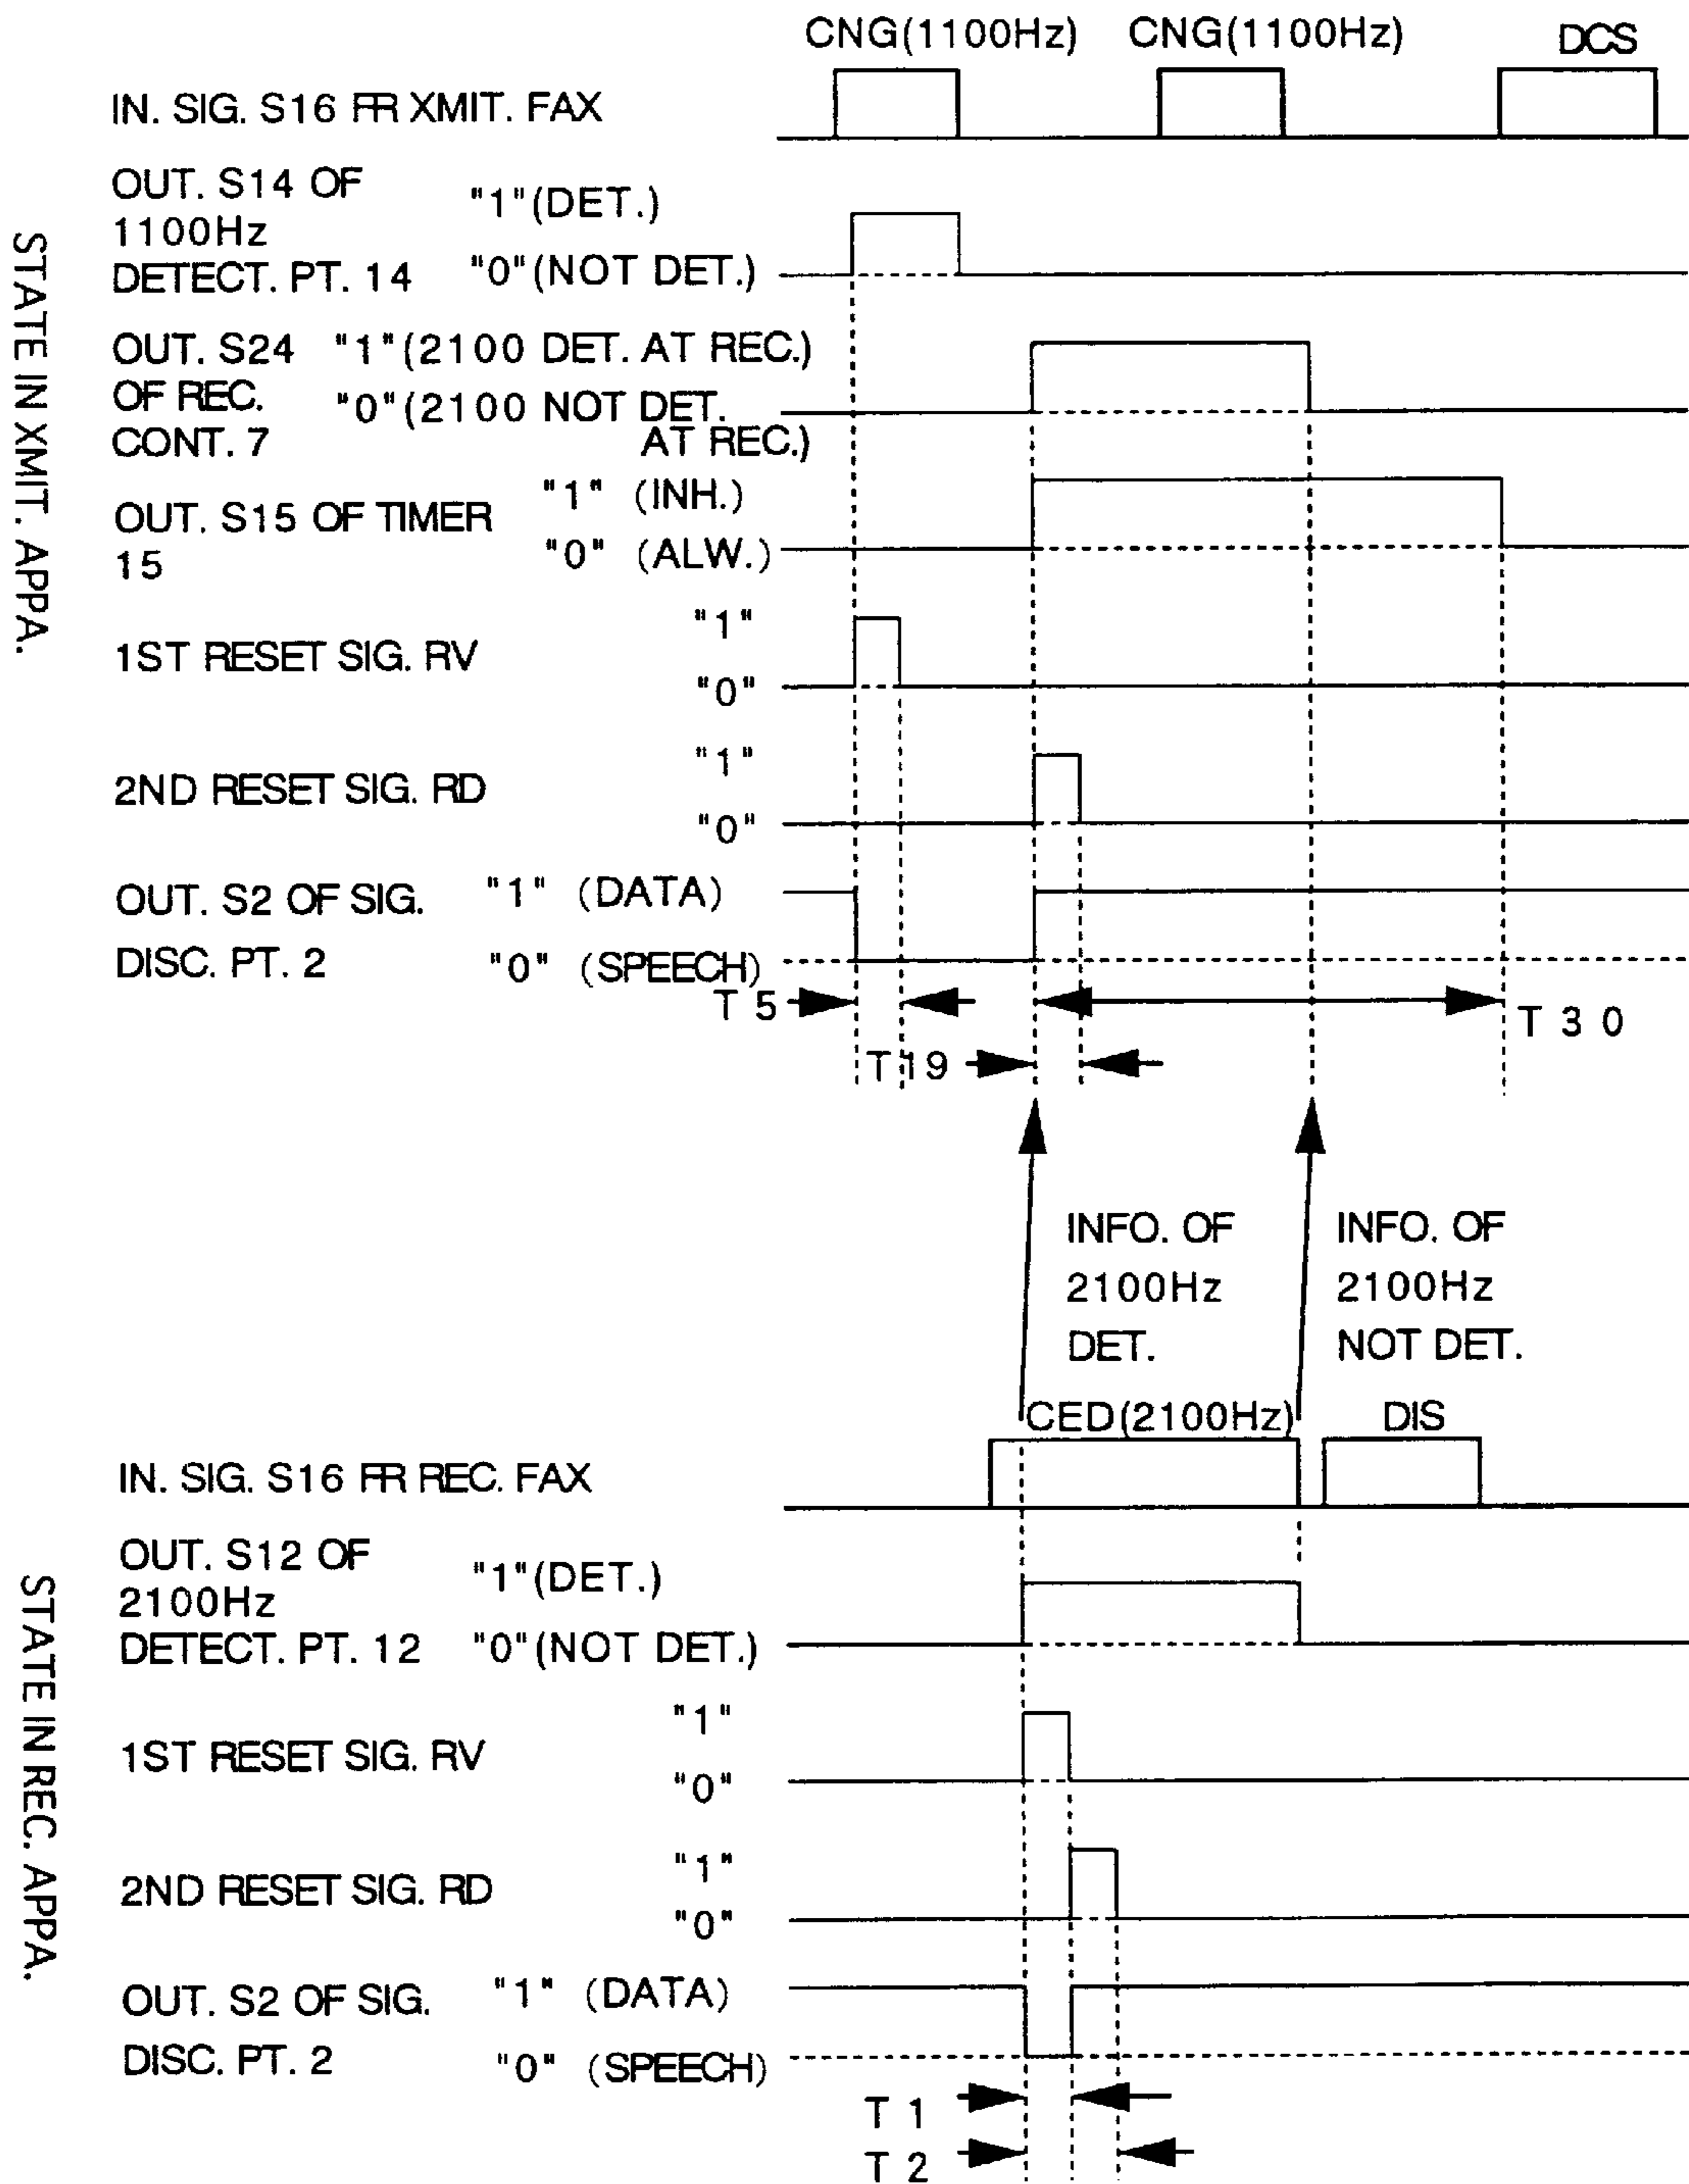 CNG(1100Hz) CNG(1100Hz) DCS
IN. SIG. S16 FR XMIT. FAX
STATE IN XMIT. APPA.
OUT. S14 OF
1100Hz
DETECT. PT. 14
"1"(DET.)
"0"(NOT DET.)
OUT. S24
OF REC.
CONT. 7
"1"(2100 DET. AT REC.)
"0"(2100 NOT DET.
AT REC.)
OUT. S15 OF TIMER
15
"1" (INH.)
"0" (ALW.)
1ST RESET SIG. RV
"1"
"0"
2ND RESET SIG. RD
"1"
"0"
OUT. S2 OF SIG.
DISC. PT. 2
"1" (DATA)
"0" (SPEECH)
T 5
T 3 0
T 19
INFO. OF
2100Hz
DET.
INFO. OF
2100Hz
NOT DET.
CED(2100Hz) DIS
IN. SIG. S16 FR REC. FAX
STATE IN REC. APPA.
OUT. S12 OF
2100Hz
DETECT. PT. 12
"1"(DET.)
"0"(NOT DET.)
1ST RESET SIG. RV
"1"
"0"
2ND RESET SIG. RD
"1"
"0"
OUT. S2 OF SIG.
DISC. PT. 2
"1" (DATA)
"0" (SPEECH)
T 1
T 2